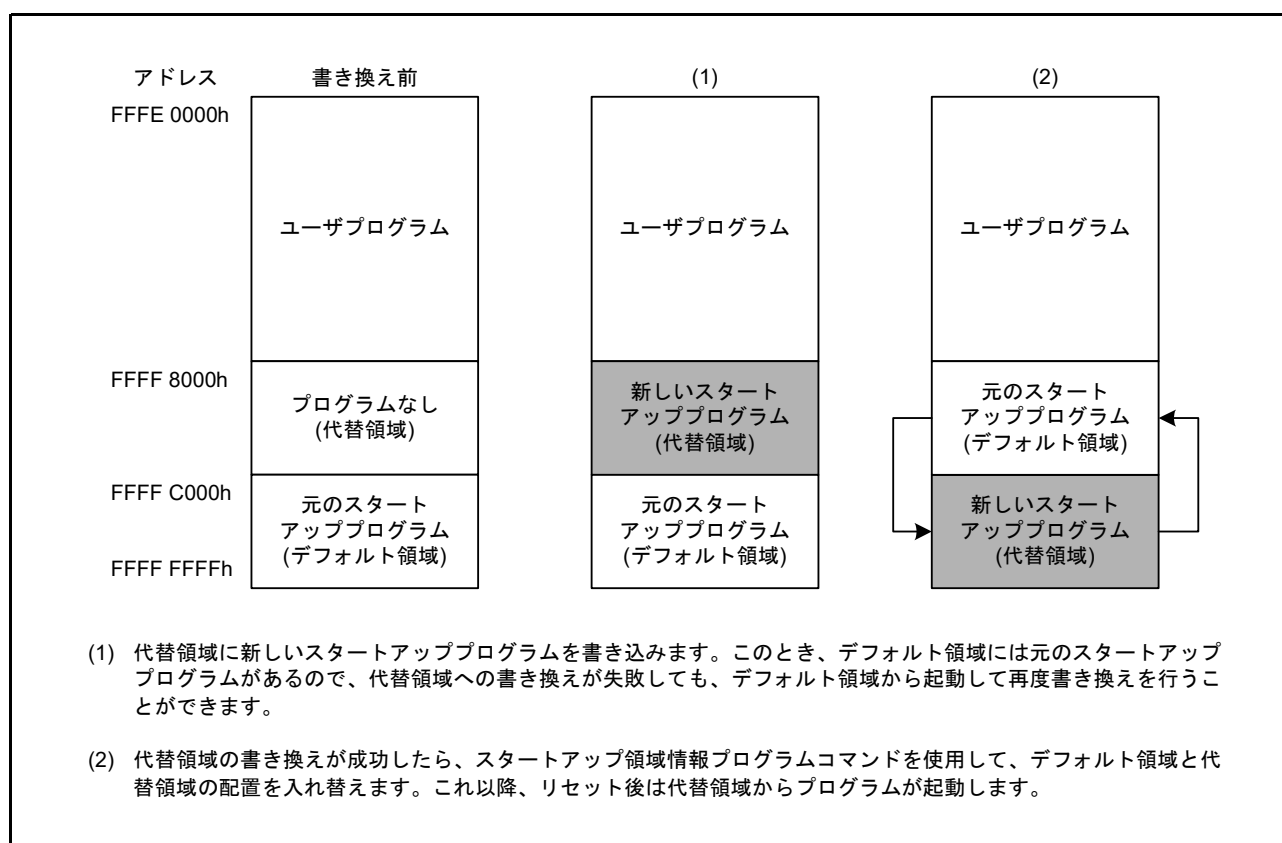 アドレス
書き換え前
(1)
(2)
FFFE 0000h
ユーザプログラム
ユーザプログラム
ユーザプログラム
FFFF 8000h
プログラムなし
(代替領域)
新しいスタート
アッププログラム
(代替領域)
元のスタート
アッププログラム
(デフォルト領域)
FFFF C000h
元のスタート
アッププログラム
(デフォルト領域)
元のスタート
アッププログラム
(デフォルト領域)
新しいスタート
アッププログラム
(代替領域)
FFFF FFFFh
(1) 代替領域に新しいスタートアッププログラムを書き込みます。このとき、デフォルト領域には元のスタートアップ
プログラムがあるので、代替領域への書き換えが失敗しても、デフォルト領域から起動して再度書き換えを行うこ
とができます。
(2) 代替領域の書き換えが成功したら、スタートアップ領域情報プログラムコマンドを使用して、デフォルト領域と代
替領域の配置を入れ替えます。これ以降、リセット後は代替領域からプログラムが起動します。